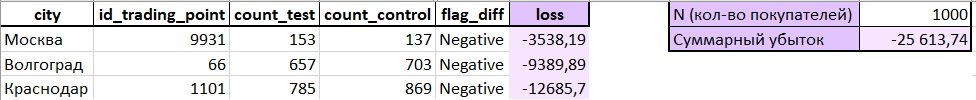 city id_trading_point count_test count_control flag_diff loss N (кол-во покупателей) 1000
Москва 9931 153 137 Negative -3538,19 Суммарный убыток -25 613,74
Волгоград 66 657 703 Negative -9389,89
Краснодар 1101 785 869 Negative -12685,7